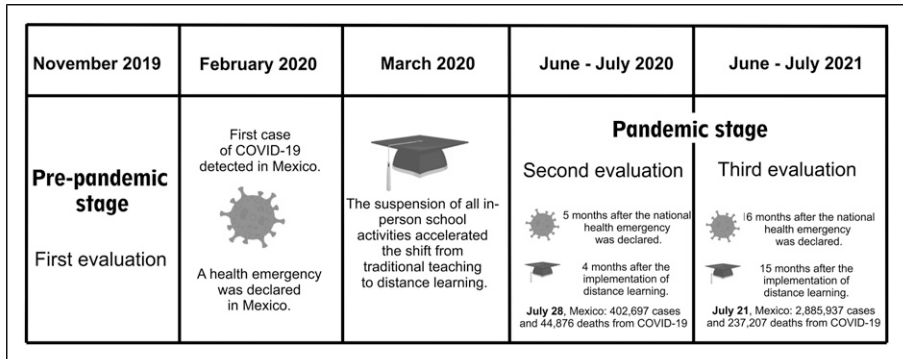 November 2019
February 2020
March 2020
June - July 2020
June - July 2021
Pre-pandemic
stage
First evaluation
First case
of COVID-19
detected in Mexico.
A health emergency
was declared
in Mexico.
The suspension of all in-
person school
activities accelerated
the shift from
traditional teaching
to distance learning.
Pandemic stage
Second evaluation
5 months after the national
health emergency
was declared.
4 months after the
implementation of
distance learning.
July 28, Mexico: 402,697 cases
and 44,876 deaths from COVID-19
Third evaluation
16 months after the national
health emergency
was declared.
15 months after the
implementation of
distance learning.
July 21, Mexico: 2,885,937 cases
and 237,207 deaths from COVID-19